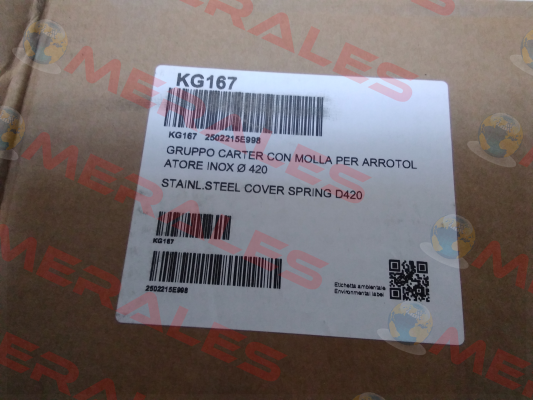 KG167
KG167 2502215E998
GRUPPO CARTER CON MOLLA PER ARROTOL
ATORE INOX Ø 420
STAINL.STEEL COVER SPRING D420
KG167
2502215E998
Etichetta ambientale
Environmental label
MERALES
MERALES
MERALES